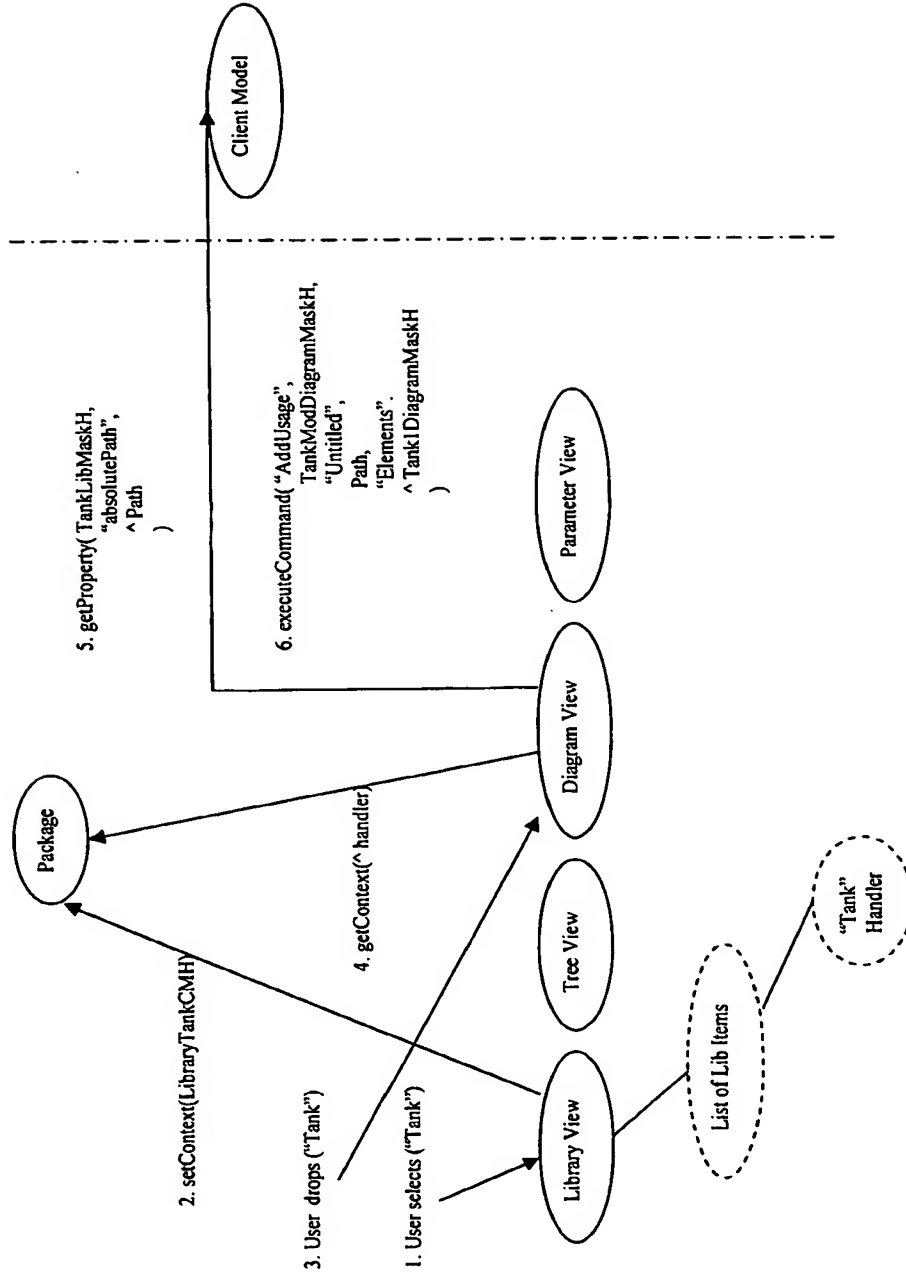 Package
Client Model
5. getProperty( TankLibMaskH,
"absolutePath",
^ Path
)
2. setContext(LibraryTankCMH)
4. getContext(^ handler)
6. executeCommand( "AddUsage",
TankModDiagramMaskH,
"Untitled",
Path,
"Elements".
^ Tank1DiagramMaskH
)
3. User drops ("Tank")
1. User selects ("Tank")
Library View
Tree View
Diagram View
Parameter View
List of Lib Items
"Tank"
Handler